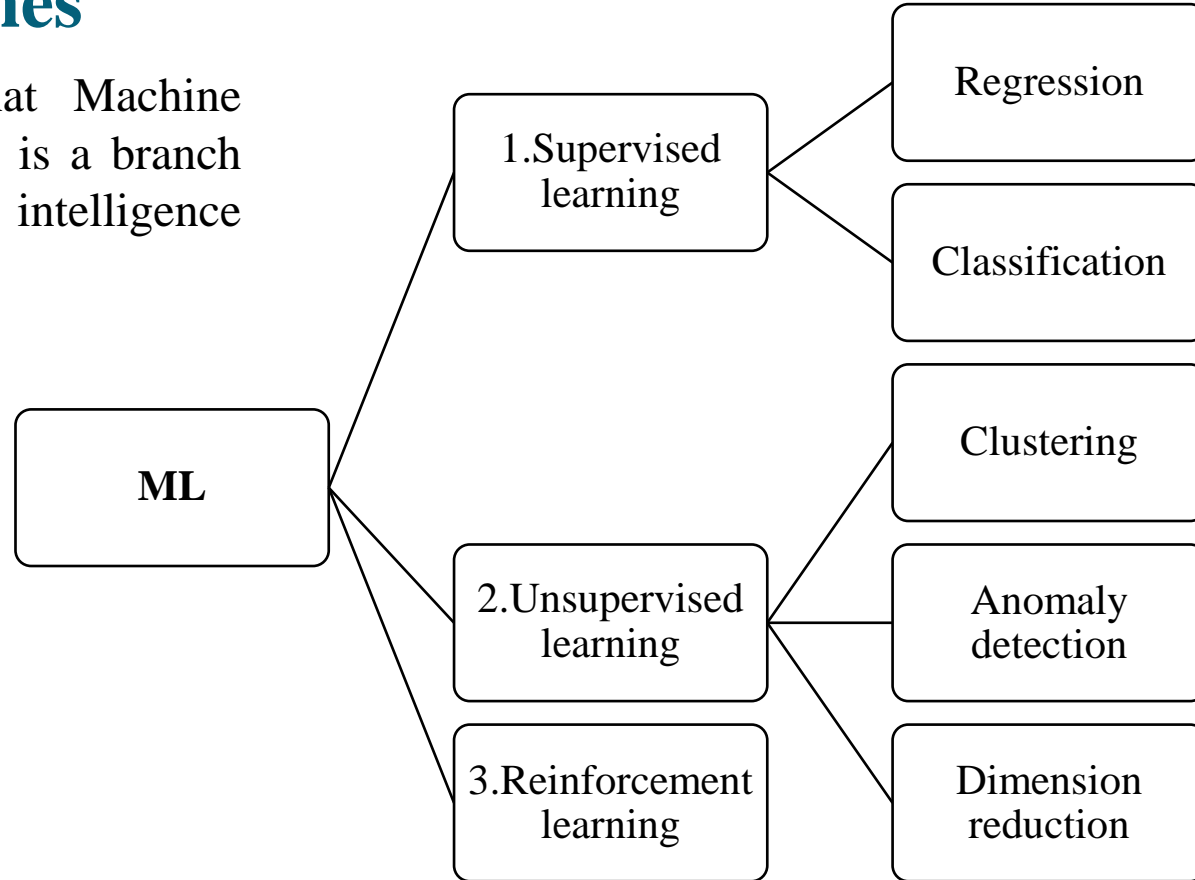 at Machine
is a branch
intelligence
ML
1.Supervised
learning
Regression
Classification
2.Unsupervised
learning
Clustering
Anomaly
detection
Dimension
reduction
3.Reinforcement
learning